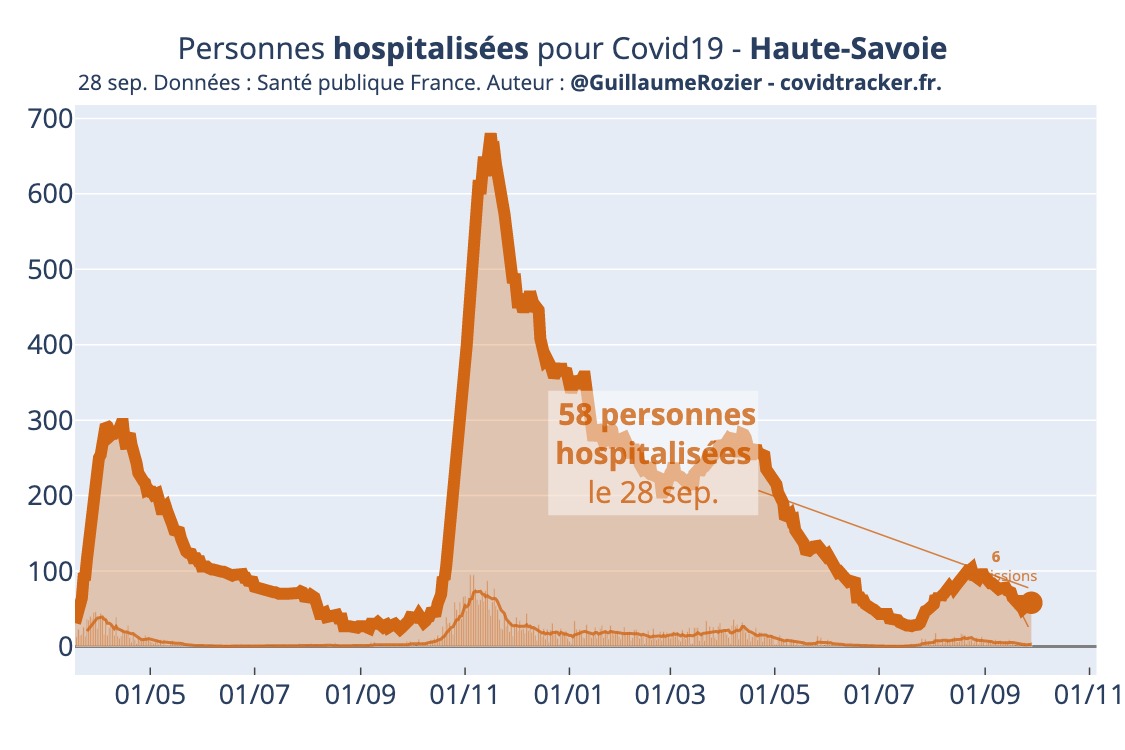 Personnes hospitalisées pour Covid19 - Haute-Savoie
28 sep. Données : Santé publique France. Auteur : @GuillaumeRozier - covidtracker.fr.
700
600
500
400
300
200
100
0
58 personnes
hospitalisées
le 28 sep.
6
issions
01/05 01/07 01/09 01/11 01/01 01/03 01/05 01/07 01/09 01/11